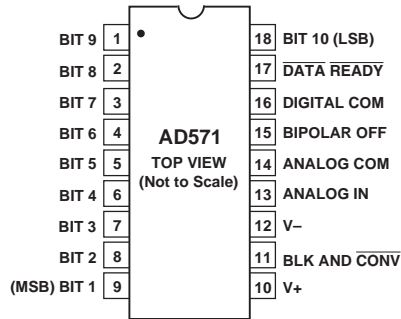 BIT 9 1 18 BIT 10 (LSB)
BIT 8 2 17 DATA READY
BIT 7 3 16 DIGITAL COM
BIT 6 4 15 BIPOLAR OFF
BIT 5 5 14 ANALOG COM
BIT 4 6 13 ANALOG IN
BIT 3 7 12 V–
BIT 2 8 11 BLK AND CONV
(MSB) BIT 1 9 10 V+
AD571
TOP VIEW
(Not to Scale)